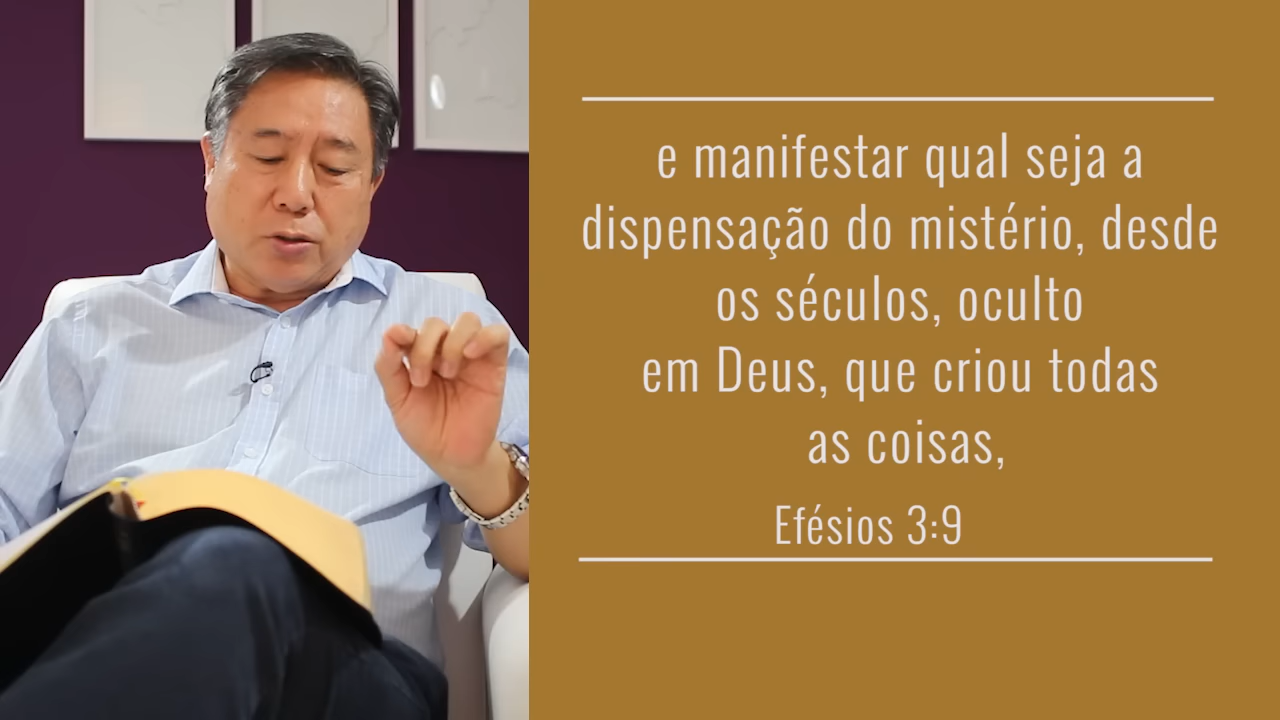 e manifestar qual seja a
dispensação do mistério, desde
os séculos, oculto
em Deus, que criou todas
as coisas,
Efésios 3:9